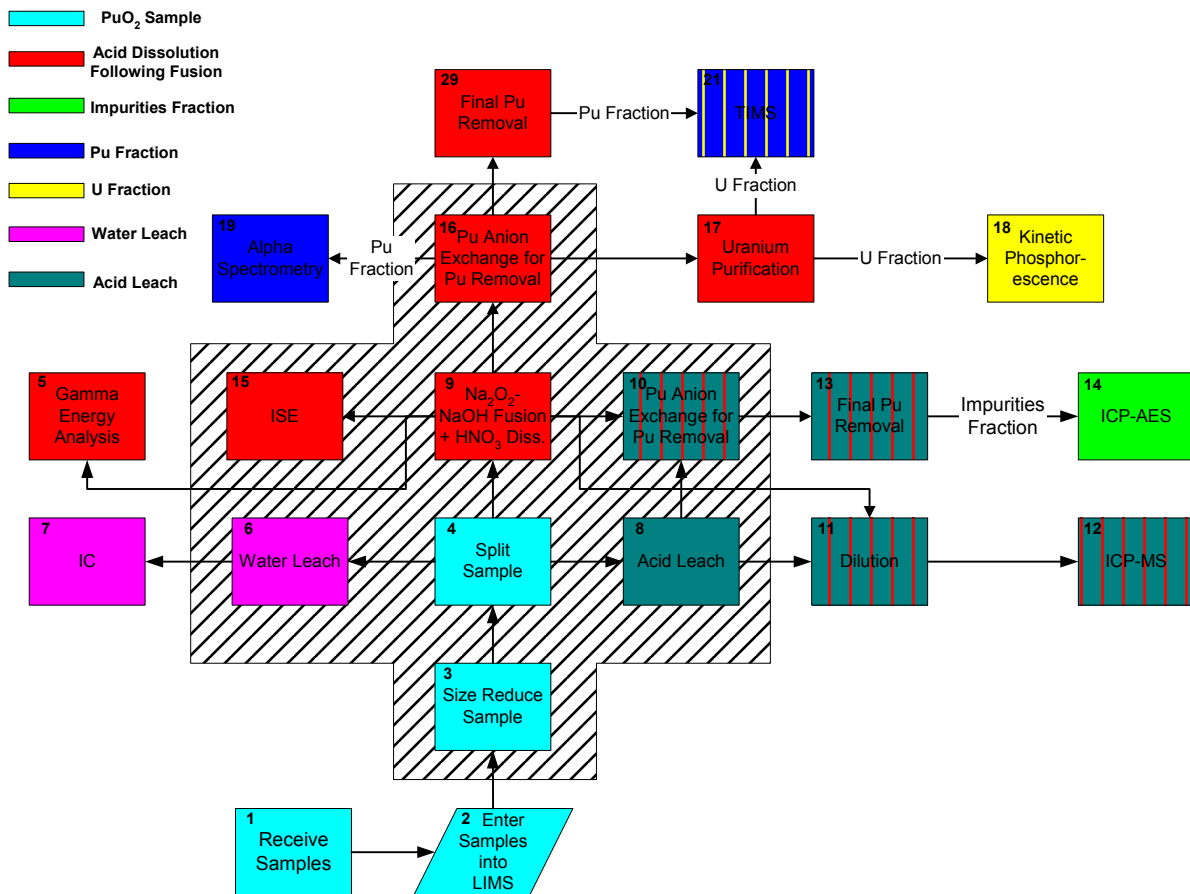 PuO₂ Sample
Acid Dissolution
Following Fusion
Impurities Fraction
Pu Fraction
U Fraction
Water Leach
Acid Leach
29
Final Pu
Removal
Pu Fraction
21
TIMS
U Fraction
19
Alpha
Spectrometry
Pu
Fraction
16
Pu Anion
Exchange for
Pu Removal
17
Uranium
Purification
U Fraction
18
Kinetic
Phosphor-
escence
5
Gamma
Energy
Analysis
15
ISE
9
Na₂O₂-
NaOH Fusion
+ HNO₃ Diss.
10
Pu Anion
Exchange for
Pu Removal
13
Final Pu
Removal
Impurities
Fraction
14
ICP-AES
7
IC
6
Water Leach
4
Split
Sample
8
Acid Leach
11
Dilution
12
ICP-MS
3
Size Reduce
Sample
1
Receive
Samples
2 Enter
Samples
into
LIMS